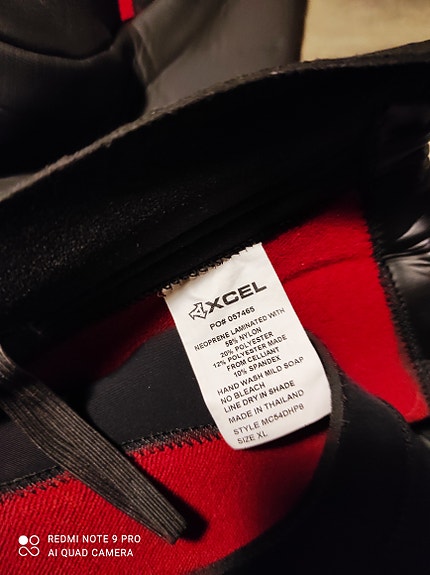 XCEL
PO# 057465
NEOPRENE LAMINATED WITH
58% NYLON
20% POLYESTER
12% POLYESTER MADE
FROM CELLIANT
10% SPANDEX
HAND WASH MILD SOAP
NO BLEACH
LINE DRY IN SHADE
MADE IN THAILAND
STYLE MC54DHP8
SIZE XL
REDMI NOTE 9 PRO
AI QUAD CAMERA